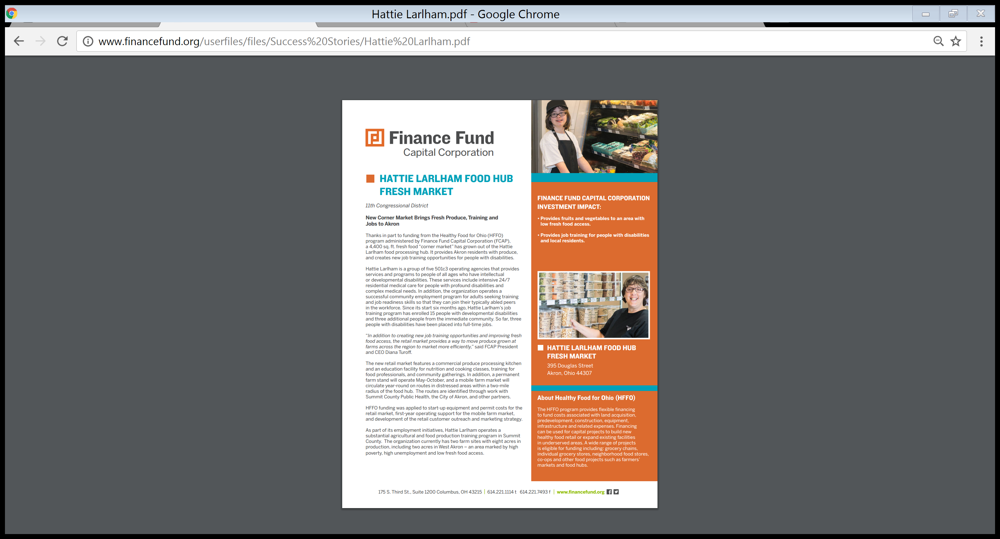 Hattie Larlham.pdf - Google Chrome
www.financefund.org/userfiles/files/Success%20Stories/Hattie%20Larlham.pdf
Finance Fund
Capital Corporation
HATTIE LARLHAM FOOD HUB
FRESH MARKET
11th Congressional District
New Corner Market Brings Fresh Produce, Training and
Jobs to Akron
Thanks in part to funding from the Healthy Food for Ohio (HFFO)
program administered by Finance Fund Capital Corporation (FCAP),
a 4,400 sq. ft. fresh food “corner market” has grown out of the Hattie
Larlham food processing hub. It provides Akron residents with produce,
and creates new job training opportunities for people with disabilities.
Hattie Larlham is a group of five 501c3 operating agencies that provides
services and programs to people of all ages who have intellectual
or developmental disabilities. These services include intensive 24/7
residential medical care for people with profound disabilities and
complex medical needs. In addition, the organization operates a
successful community employment program for adults seeking training
and job readiness skills so that they can join their typically abled peers
in the workforce. Since its start six months ago, Hattie Larlham’s job
training program has enrolled 15 people with developmental disabilities
and three additional people from the immediate community. So far, three
people with disabilities have been placed into full-time jobs.
“In addition to creating new job training opportunities and improving fresh
food access, the retail market provides a way to move produce grown at
farms across the region to market more efficiently,” said FCAP President
and CEO Diana Turoff.
The new retail market features a commercial produce processing kitchen
and an education facility for nutrition and cooking classes, training for
food professionals, and community gatherings. In addition, a permanent
farm stand will operate May-October, and a mobile farm market will
circulate year-round on routes in distressed areas within a two-mile
radius of the food hub. The routes are identified through work with
Summit County Public Health, the City of Akron, and other partners.
HFFO funding was applied to start-up equipment and permit costs for the
retail market, first-year operating support for the mobile farm market,
and development of the retail customer outreach and marketing strategy.
As part of its employment initiatives, Hattie Larlham operates a
substantial agricultural and food production training program in Summit
County. The organization currently has two farm sites with eight acres in
production, including two acres in West Akron – an area marked by high
poverty, high unemployment and low fresh food access.
FINANCE FUND CAPITAL CORPORATION
INVESTMENT IMPACT:
• Provides fruits and vegetables to an area with
low fresh food access.
• Provides job training for people with disabilities
and local residents.
HATTIE LARLHAM FOOD HUB
FRESH MARKET
395 Douglas Street
Akron, Ohio 44307
About Healthy Food for Ohio (HFFO)
The HFFO program provides flexible financing
to fund costs associated with land acquisition,
predevelopment, construction, equipment,
infrastructure and related expenses. Financing
can be used for capital projects to build new
healthy food retail or expand existing facilities
in underserved areas. A wide range of projects
is eligible for funding including: grocery chains,
individual grocery stores, neighborhood food stores,
co-ops and other food projects such as farmers’
markets and food hubs.
175 S. Third St., Suite 1200 Columbus, OH 43215 | 614.221.1114 t 614.221.7493 f | www.financefund.org